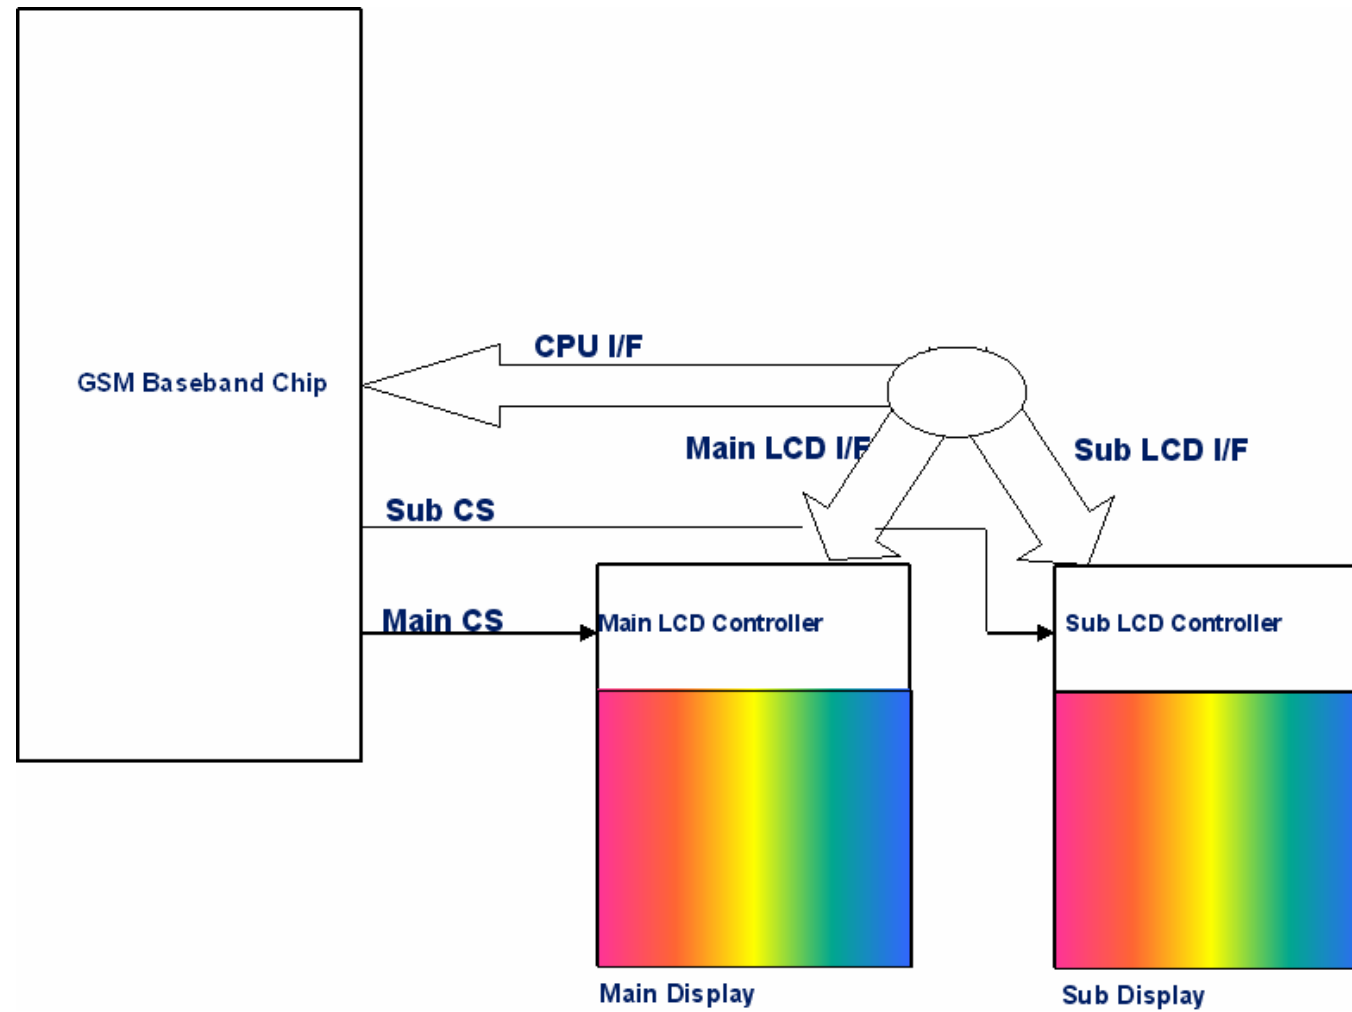 CPU I/F
GSM Baseband Chip
Main LCD I/F
Sub LCD I/F
Sub CS
Main CS
Main LCD Controller
Sub LCD Controller
Main Display
Sub Display